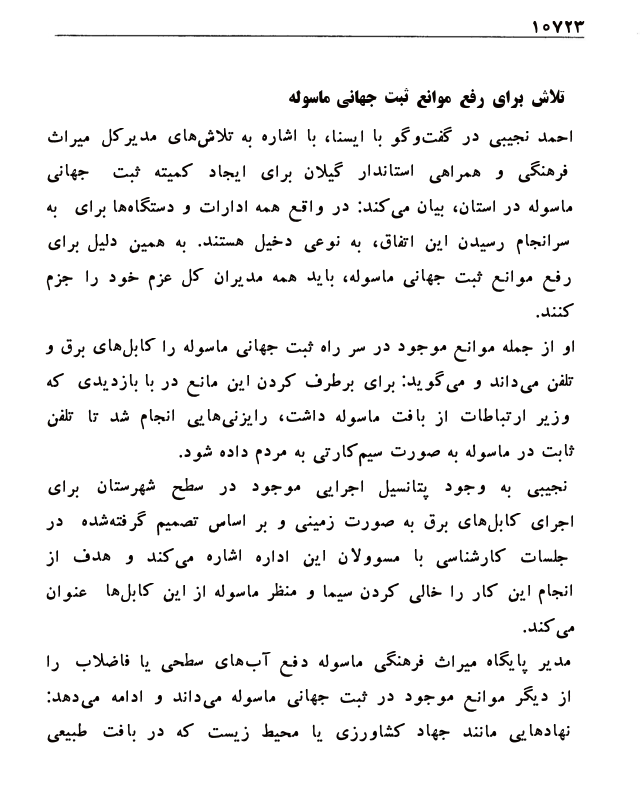 ۱۰۷۲۳
تلاش برای رفع موانع ثبت جهانی ماسوله
احمد نجیبی در گفت‌وگو با ایسنا، با اشاره به تلاش‌های مدیرکل میراث
فرهنگی و همراهی استاندار گیلان برای ایجاد کمیته ثبت جهانی
ماسوله در استان، بیان می‌کند: در واقع همه ادارات و دستگاه‌ها برای به
سرانجام رسیدن این اتفاق، به نوعی دخیل هستند. به همین دلیل برای
رفع موانع ثبت جهانی ماسوله، باید همه مدیران کل عزم خود را جزم
کنند.
او از جمله موانع موجود در سر راه ثبت جهانی ماسوله را کابل‌های برق و
تلفن می‌داند و می‌گوید: برای برطرف کردن این مانع در با بازدیدی که
وزیر ارتباطات از بافت ماسوله داشت، رایزنی‌هایی انجام شد تا تلفن
ثابت در ماسوله به صورت سیم‌کارتی به مردم داده شود.
نجیبی به وجود پتانسیل اجرایی موجود در سطح شهرستان برای
اجرای کابل‌های برق به صورت زمینی و بر اساس تصمیم گرفته‌شده در
جلسات کارشناسی با مسوولان این اداره اشاره می‌کند و هدف از
انجام این کار را خالی کردن سیما و منظر ماسوله از این کابل‌ها عنوان
می‌کند.
مدیر پایگاه میراث فرهنگی ماسوله دفع آب‌های سطحی یا فاضلاب را
از دیگر موانع موجود در ثبت جهانی ماسوله می‌داند و ادامه می‌دهد:
نهادهایی مانند جهاد کشاورزی یا محیط زیست که در بافت طبیعی